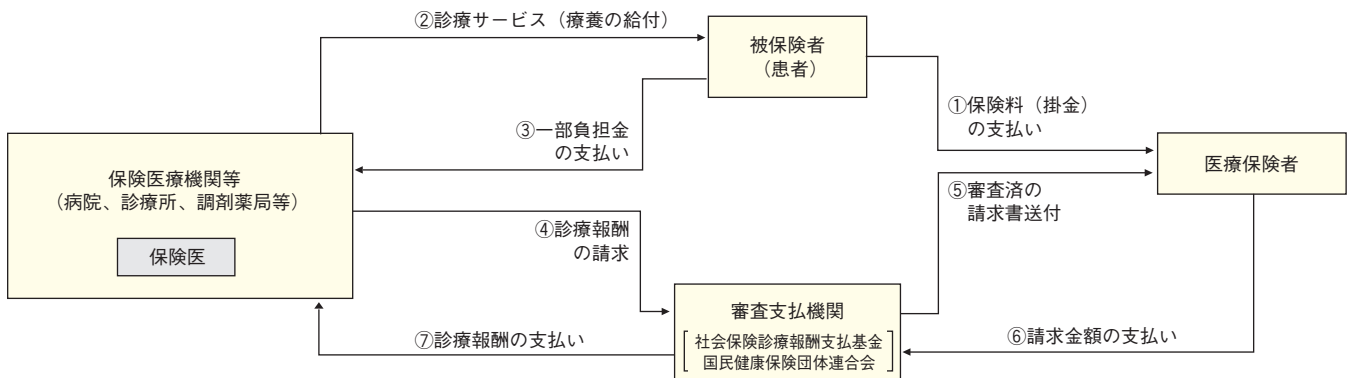 ②診療サービス（療養の給付）
被保険者
（患者）
①保険料（掛金）
の支払い
③一部負担金
の支払い
医療保険者
保険医療機関等
（病院、診療所、調剤薬局等）
保険医
⑤審査済の
請求書送付
④診療報酬
の請求
審査支払機関
社会保険診療報酬支払基金
国民健康保険団体連合会
⑦診療報酬の支払い
⑥請求金額の支払い